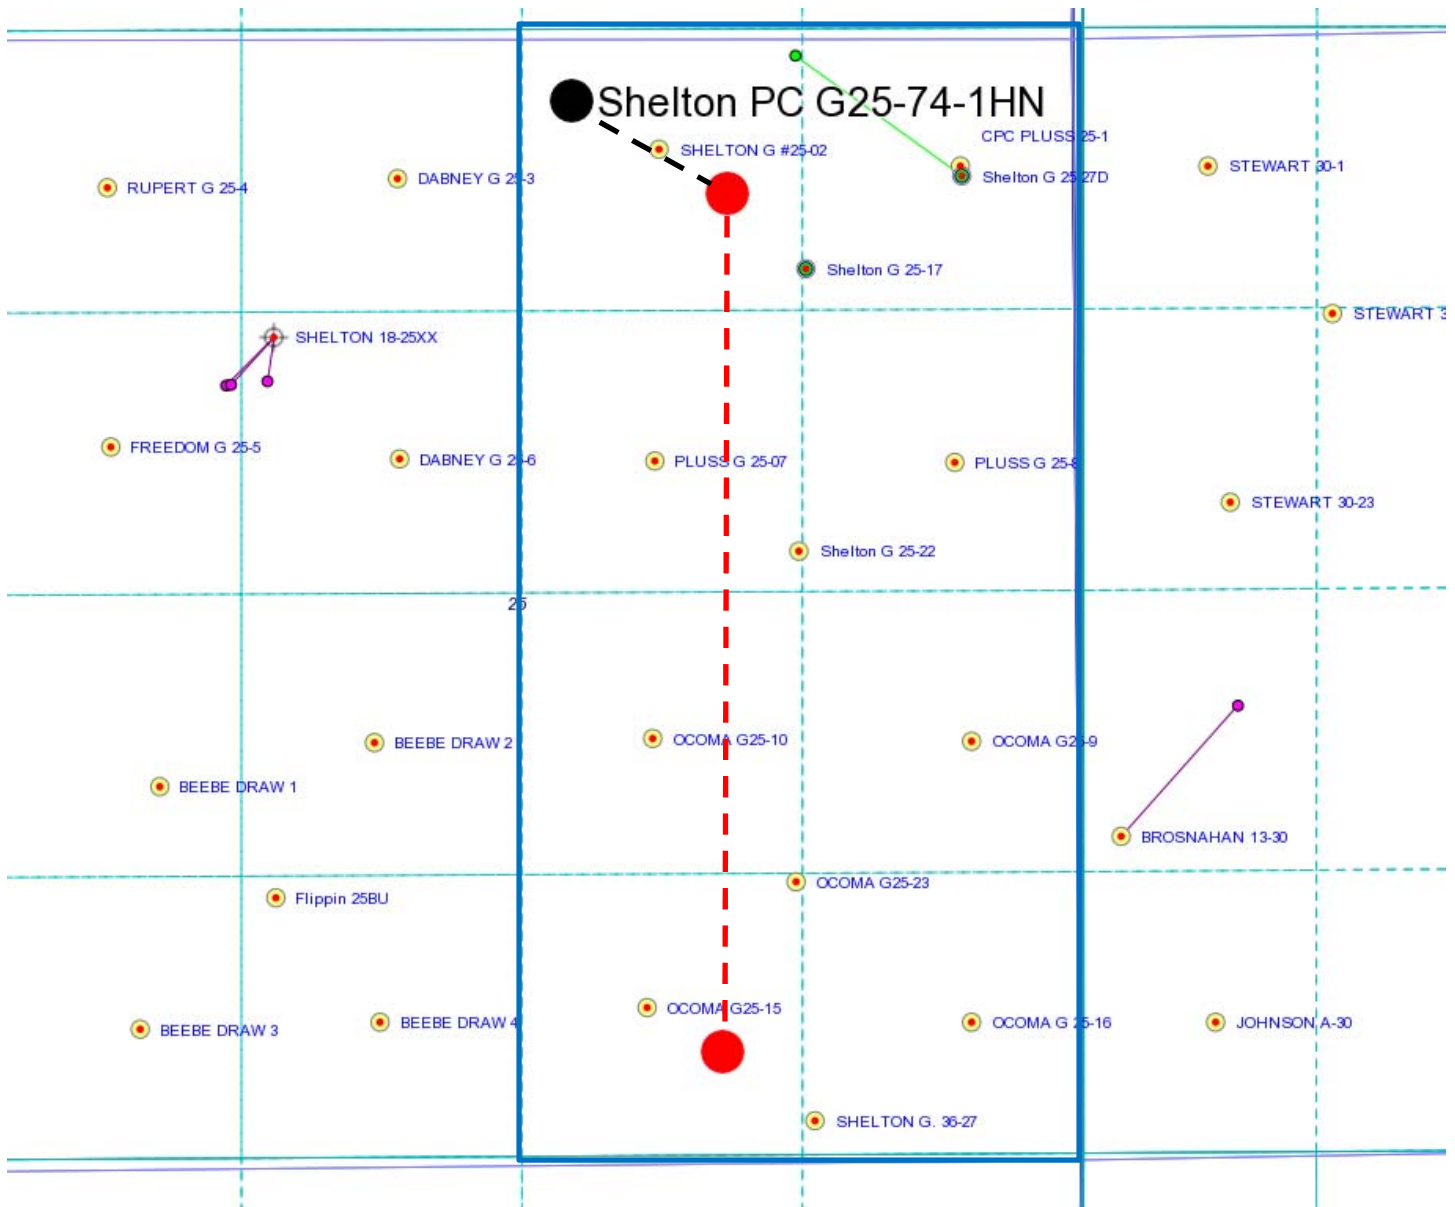 Shelton PC G25-74-1HN
CPC PLUSS 25-1
SHELTON G #25-02
STEWART 30-1
Shelton G 25-27D
DABNEY G 25-3
RUPERT G 25-4
Shelton G 25-17
STEWART 3
SHELTON 18-25XX
FREEDOM G 25-5
DABNEY G 25-6
PLUSS G 25-07
PLUSS G 25-8
STEWART 30-23
Shelton G 25-22
25
BEEBE DRAW 2
OCOMA G25-10
OCOMA G25-9
BEEBE DRAW 1
BROSNAHAN 13-30
OCOMA G25-23
Flippin 25BU
OCOMA G25-15
BEEBE DRAW 3
BEEBE DRAW 4
OCOMA G 25-16
JOHNSON A-30
SHELTON G. 36-27